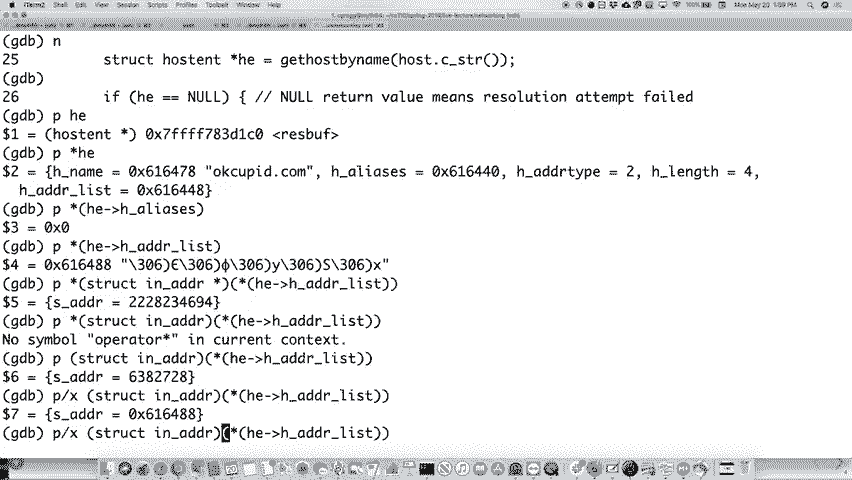 iTerm2 Shell Edit View Session Scripts Profiles Toolbelt Window Help Mon May 20 1:59 PM
(gdb) n
25 struct hostent *he = gethostbyname(host.c_str());
(gdb)
26 if (he == NULL) { // NULL return value means resolution attempt failed
(gdb) p he
$1 = (hostent *) 0x7ffff783d1c0 <resbuf>
(gdb) p *he
$2 = {h_name = 0x616478 "okcupid.com", h_aliases = 0x616440, h_addrtype = 2, h_length = 4,
h_addr_list = 0x616448}
(gdb) p *(he->h_aliases)
$3 = 0x0
(gdb) p *(he->h_addr_list)
$4 = 0x616488 "\306)Є\306)ф\306)y\306)S\306)x"
(gdb) p *(struct in_addr *)(*(he->h_addr_list))
$5 = {s_addr = 2228234694}
(gdb) p *(struct in_addr)(*(he->h_addr_list))
No symbol "operator*" in current context.
(gdb) p (struct in_addr)(*(he->h_addr_list))
$6 = {s_addr = 6382728}
(gdb) p/x (struct in_addr)(*(he->h_addr_list))
$7 = {s_addr = 0x616488}
(gdb) p/x (struct in_addr)(*(he->h_addr_list))